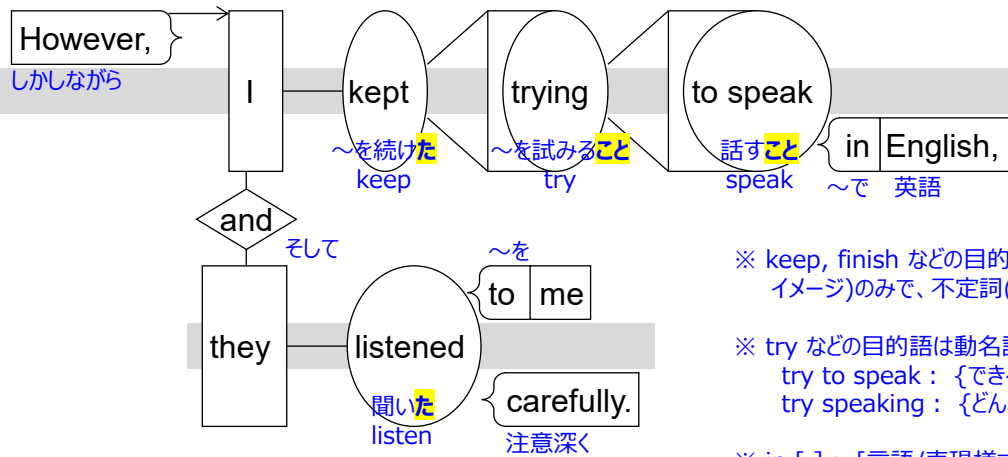 However,
しかしながら
I kept trying to speak
～を続けた ～を試みること 話すこと
keep try speak
in English,
～で 英語
and
そして
～を
to me
they listened
聞いた
listen
carefully.
注意深く
※ keep, finish などの目的
イメージ)のみで、不定詞(
※ try などの目的語は動名
try to speak : {でき
try speaking : {どん